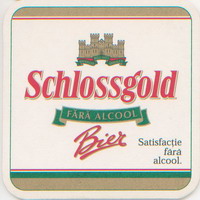 Schlossgold
FĂRĂ ALCOOL
Bier
Satisfacție
fără
alcool.